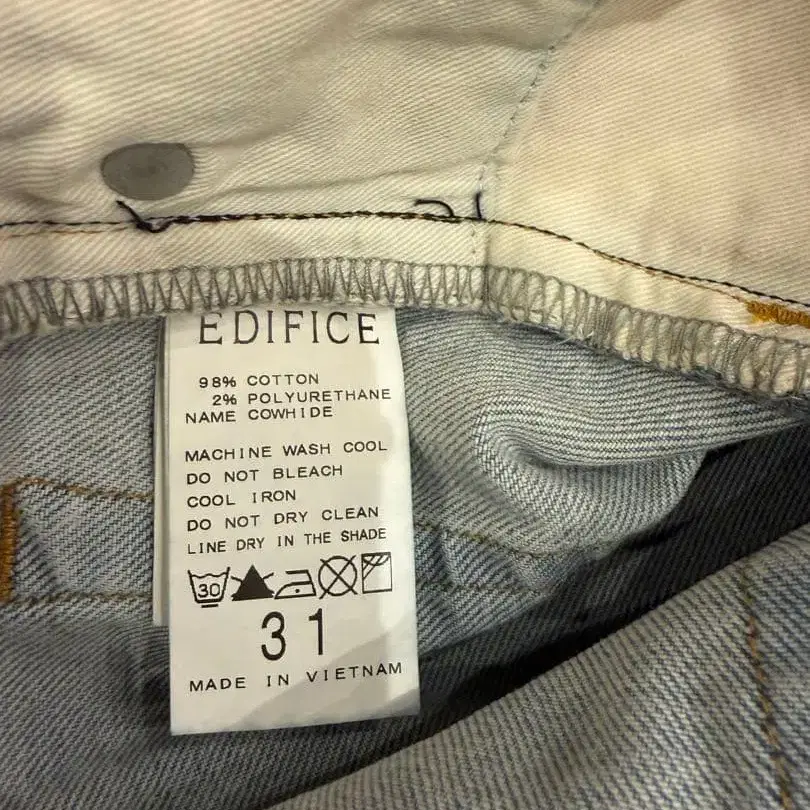 EDIFICE
98% COTTON
2% POLYURETHANE
NAME COWHIDE
MACHINE WASH COOL
DO NOT BLEACH
COOL IRON
DO NOT DRY CLEAN
LINE DRY IN THE SHADE
30
31
MADE IN VIETNAM